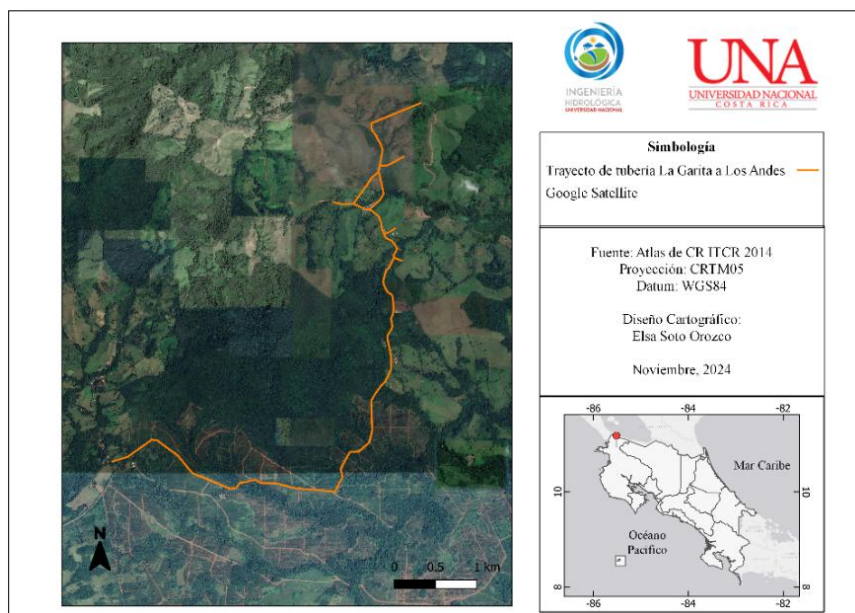 INGENIERÍA
HIDROLÓGICA
UNIVERSIDAD NACIONAL
UNA
UNIVERSIDAD NACIONAL
COSTA RICA
Simbología
Trayecto de tubería La Garita a Los Andes
Google Satellite
Fuente: Atlas de CR ITCR 2014
Proyección: CRTM05
Datum: WGS84
Diseño Cartográfico:
Elsa Soto Orozco
Noviembre, 2024
-86 -84 -82
Mar Caribe
10 10
Océano
Pacífico
8 8
-86 -84 -82
N
0 0.5 1 km